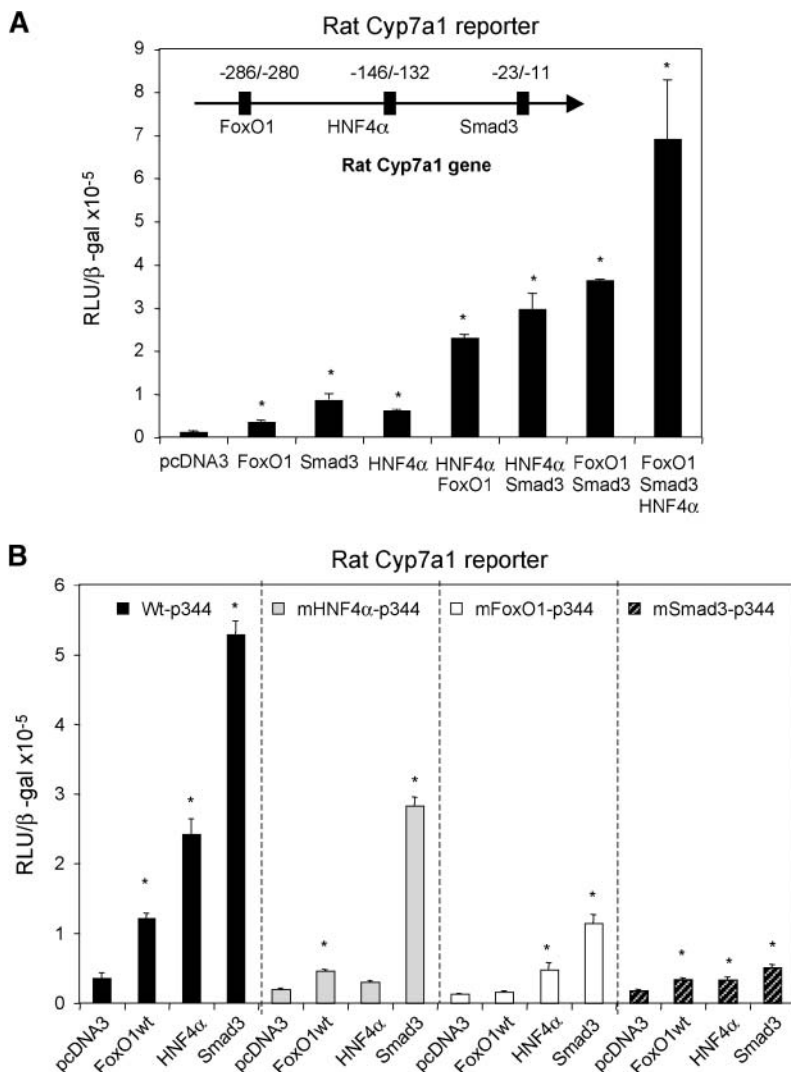 A
Rat Cyp7a1 reporter
9
8
7
6
5
4
3
2
1
0
RLU/β -gal x10-5
-286/-280 -146/-132 -23/-11
FoxO1 HNF4α Smad3
Rat Cyp7a1 gene
* * * * * * *
pcDNA3 FoxO1 Smad3 HNF4α HNF4α HNF4α FoxO1 FoxO1
FoxO1 Smad3 Smad3 Smad3
HNF4α
B
Rat Cyp7a1 reporter
6
5
4
3
2
1
0
RLU/β -gal x10-5
Wt-p344 mHNF4α-p344 mFoxO1-p344 mSmad3-p344
* * * * * * * * * *
pcDNA3 FoxO1wt HNF4α Smad3 pcDNA3 FoxO1wt HNF4α Smad3 pcDNA3 FoxO1wt HNF4α Smad3 pcDNA3 FoxO1wt HNF4α Smad3